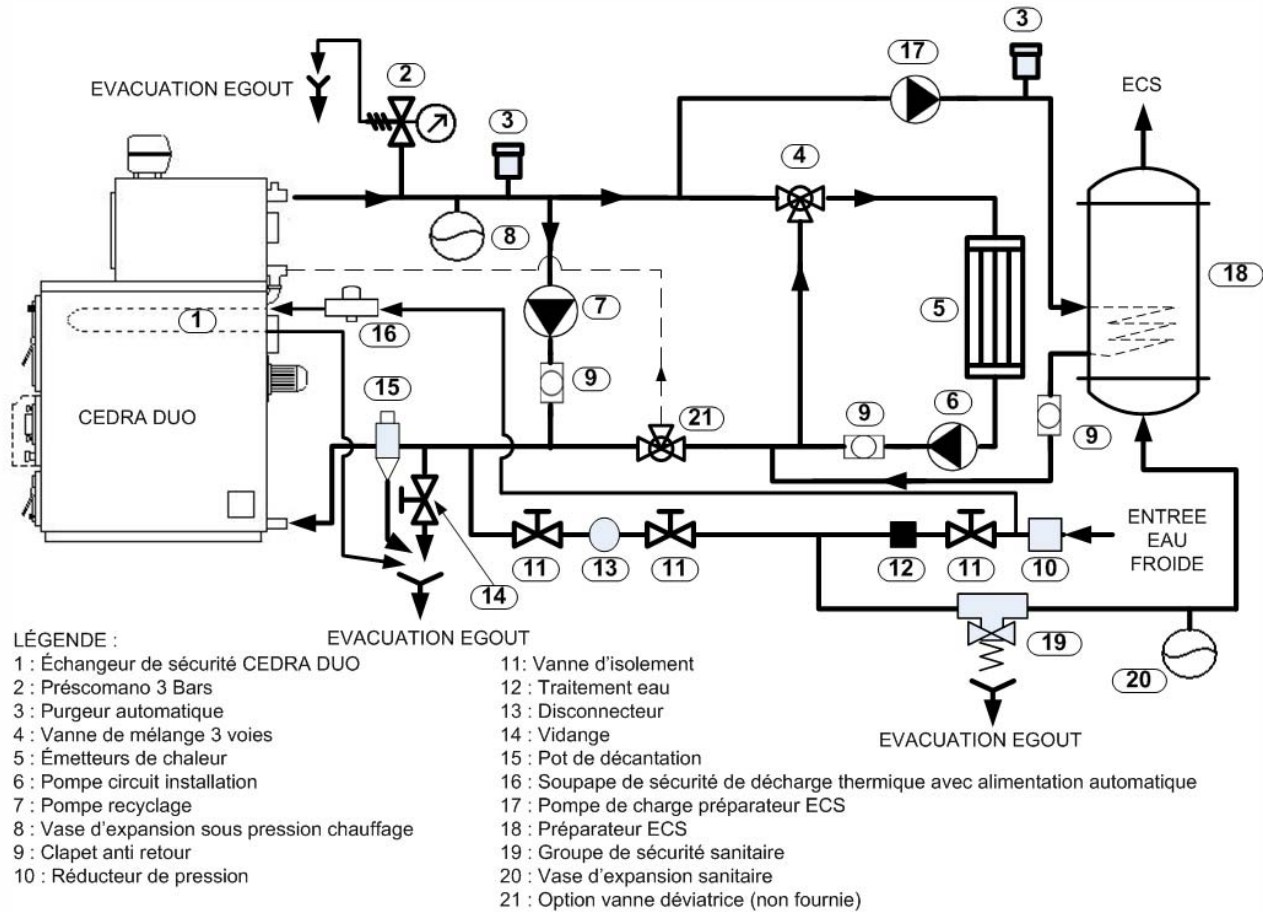 3
17
2
EVACUATION EGOUT
ECS
3
4
8
18
7
5
1
16
9
15
6
CEDRA DUO
21
9
9
ENTREE
EAU
FROIDE
11
13
11
12
11
10
14
EVACUATION EGOUT
19
20
EVACUATION EGOUT
LÉGENDE :
1 : Échangeur de sécurité CEDRA DUO
2 : Préscomano 3 Bars
3 : Purgeur automatique
4 : Vanne de mélange 3 voies
5 : Émetteurs de chaleur
6 : Pompe circuit installation
7 : Pompe recyclage
8 : Vase d'expansion sous pression chauffage
9 : Clapet anti retour
10 : Réducteur de pression
11: Vanne d'isolement
12 : Traitement eau
13 : Disconnecteur
14 : Vidange
15 : Pot de décantation
16 : Soupape de sécurité de décharge thermique avec alimentation automatique
17 : Pompe de charge préparateur ECS
18 : Préparateur ECS
19 : Groupe de sécurité sanitaire
20 : Vase d'expansion sanitaire
21 : Option vanne déviatrice (non fournie)